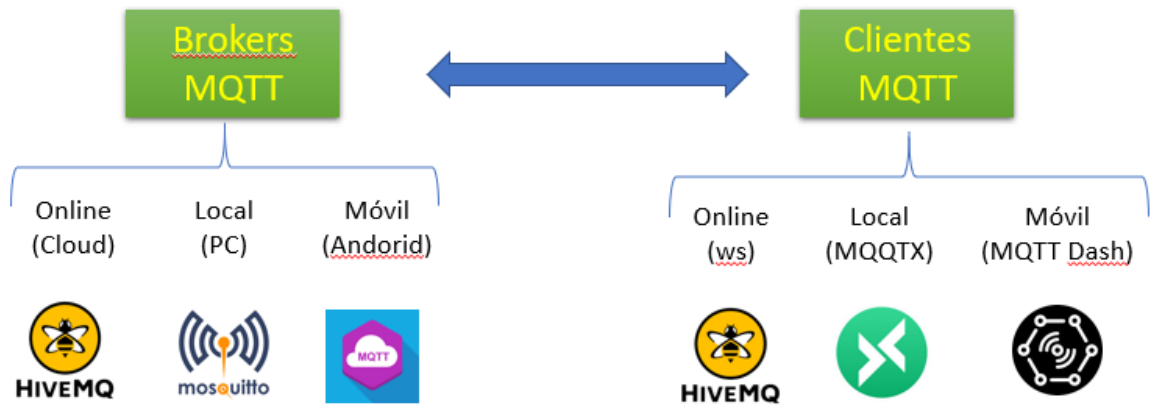 Brokers
MQTT
Clientes
MQTT
Online
(Cloud)
Local
(PC)
Móvil
(Andorid)
Online
(ws)
Local
(MQQTX)
Móvil
(MQTT Dash)
HIVEMQ
mosquitto
MQTT
HIVEMQ